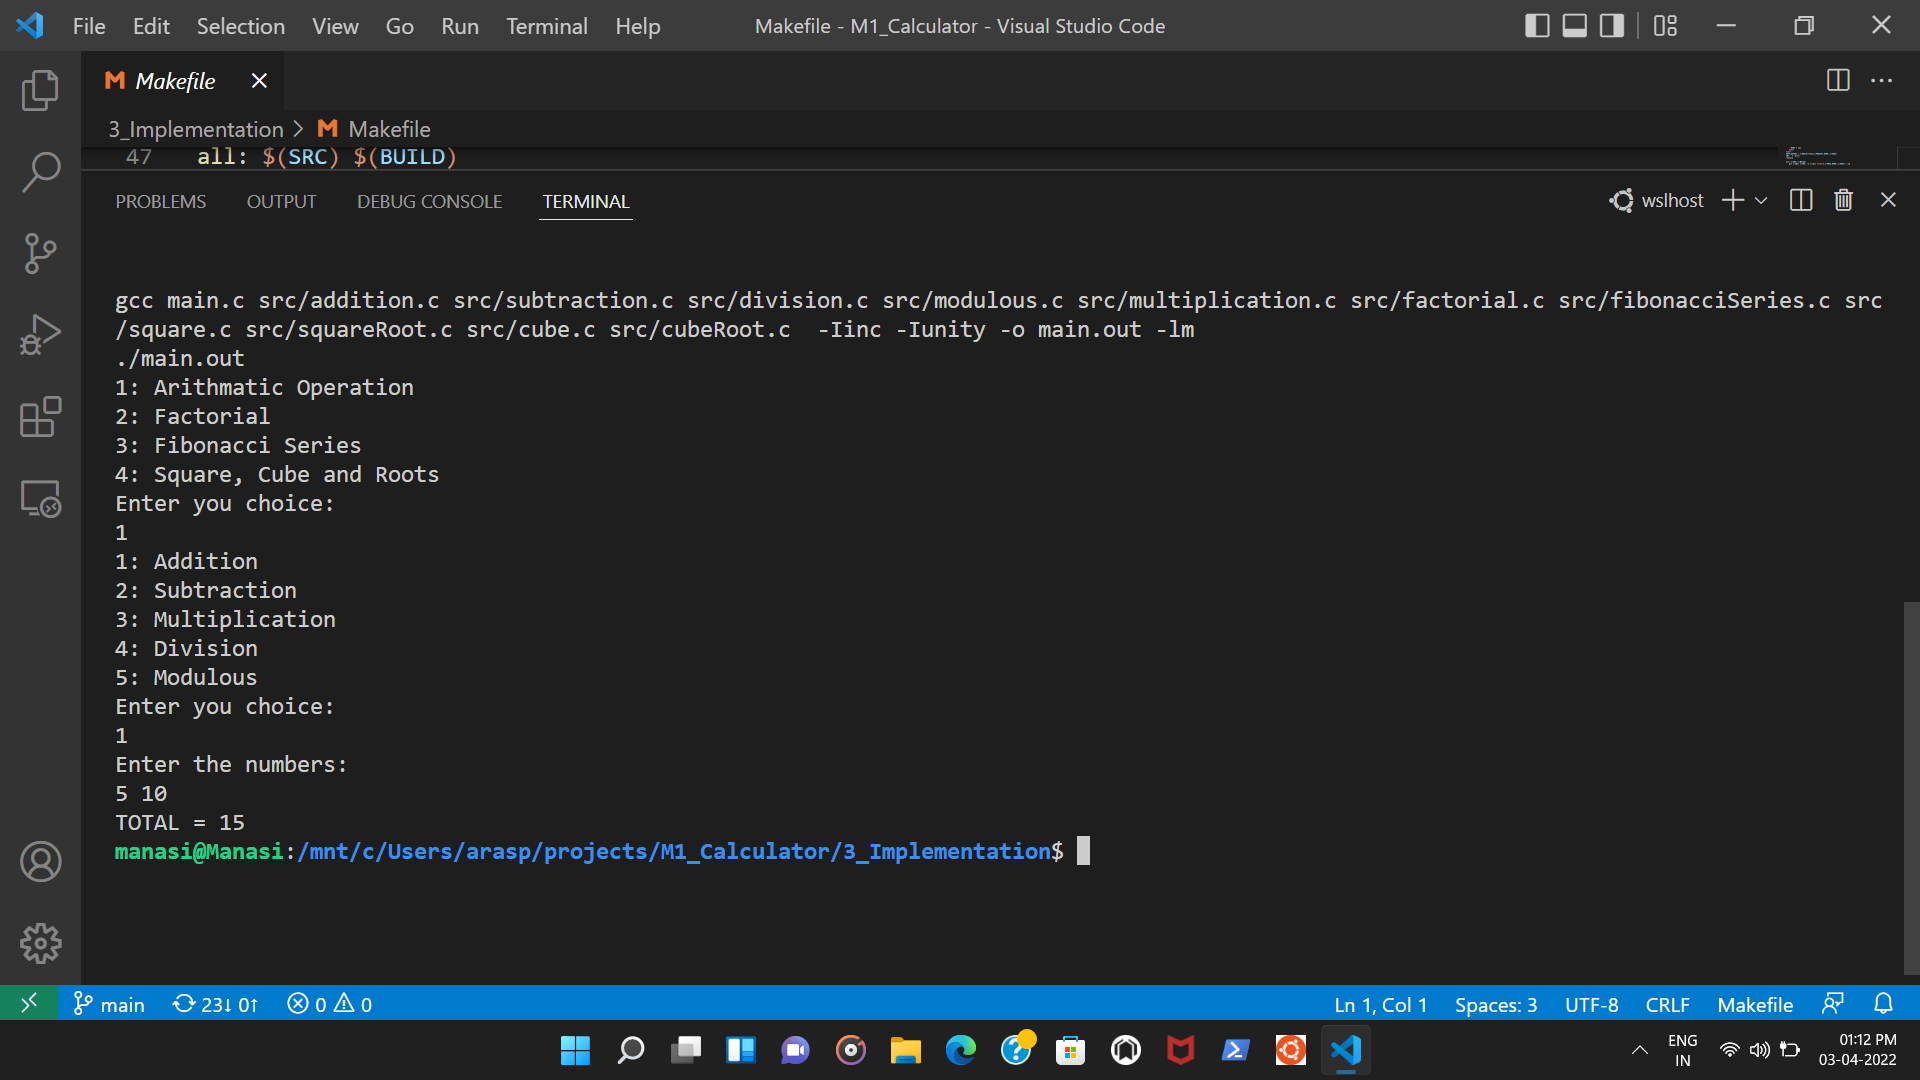 File Edit Selection View Go Run Terminal Help Makefile - M1_Calculator - Visual Studio Code
Makefile
3_Implementation > Makefile
47 all: $(SRC) $(BUILD)
PROBLEMS OUTPUT DEBUG CONSOLE TERMINAL wslhost
gcc main.c src/addition.c src/subtraction.c src/division.c src/modulous.c src/multiplication.c src/factorial.c src/fibonacciSeries.c src
/square.c src/squareRoot.c src/cube.c src/cubeRoot.c  -Iinc -Iunity -o main.out -lm
./main.out
1: Arithmatic Operation
2: Factorial
3: Fibonacci Series
4: Square, Cube and Roots
Enter you choice:
1
1: Addition
2: Subtraction
3: Multiplication
4: Division
5: Modulous
Enter you choice:
1
Enter the numbers:
5 10
TOTAL = 15
manasi@Manasi:/mnt/c/Users/arasp/projects/M1_Calculator/3_Implementation$
main 23↓ 0↑ 0 0 Ln 1, Col 1 Spaces: 3 UTF-8 CRLF Makefile
ENG
IN
01:12 PM
03-04-2022